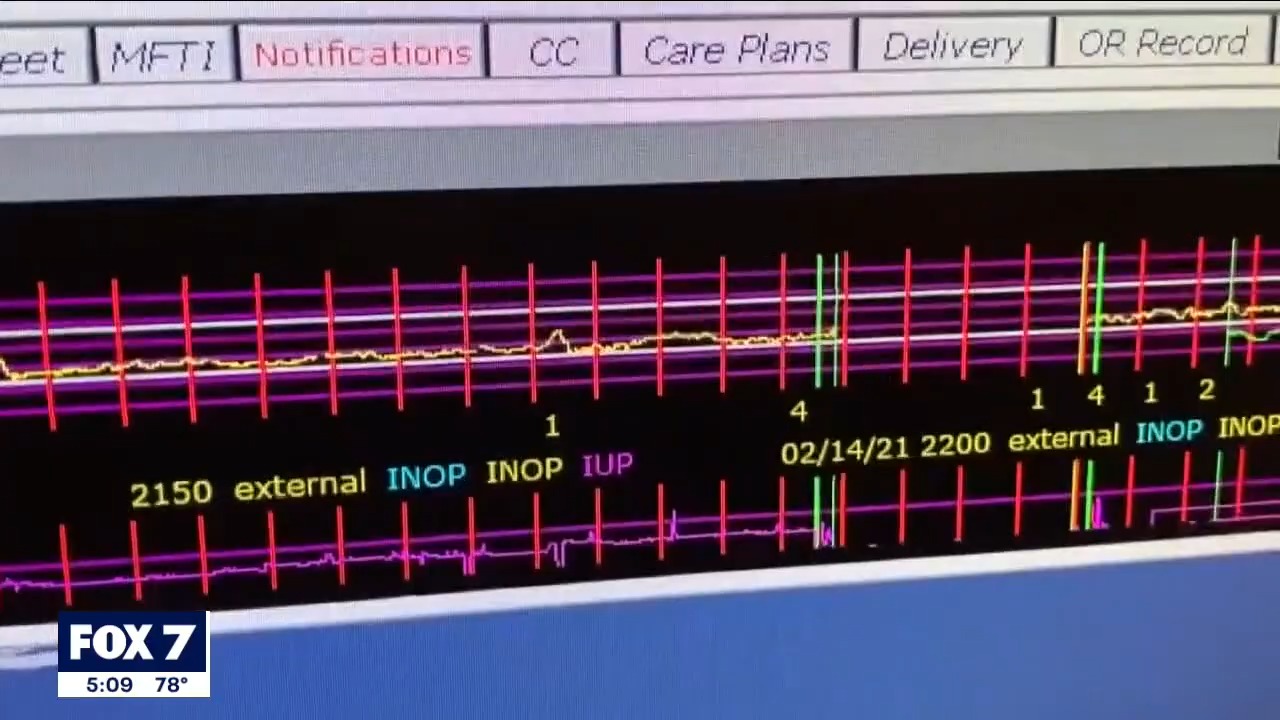 eet MFTI Notifications CC Care Plans Delivery OR Record
1 4 1 4 1 2
2150 external INOP INOP IUP 02/14/21 2200 external INOP INOP
FOX 7
5:09 78°